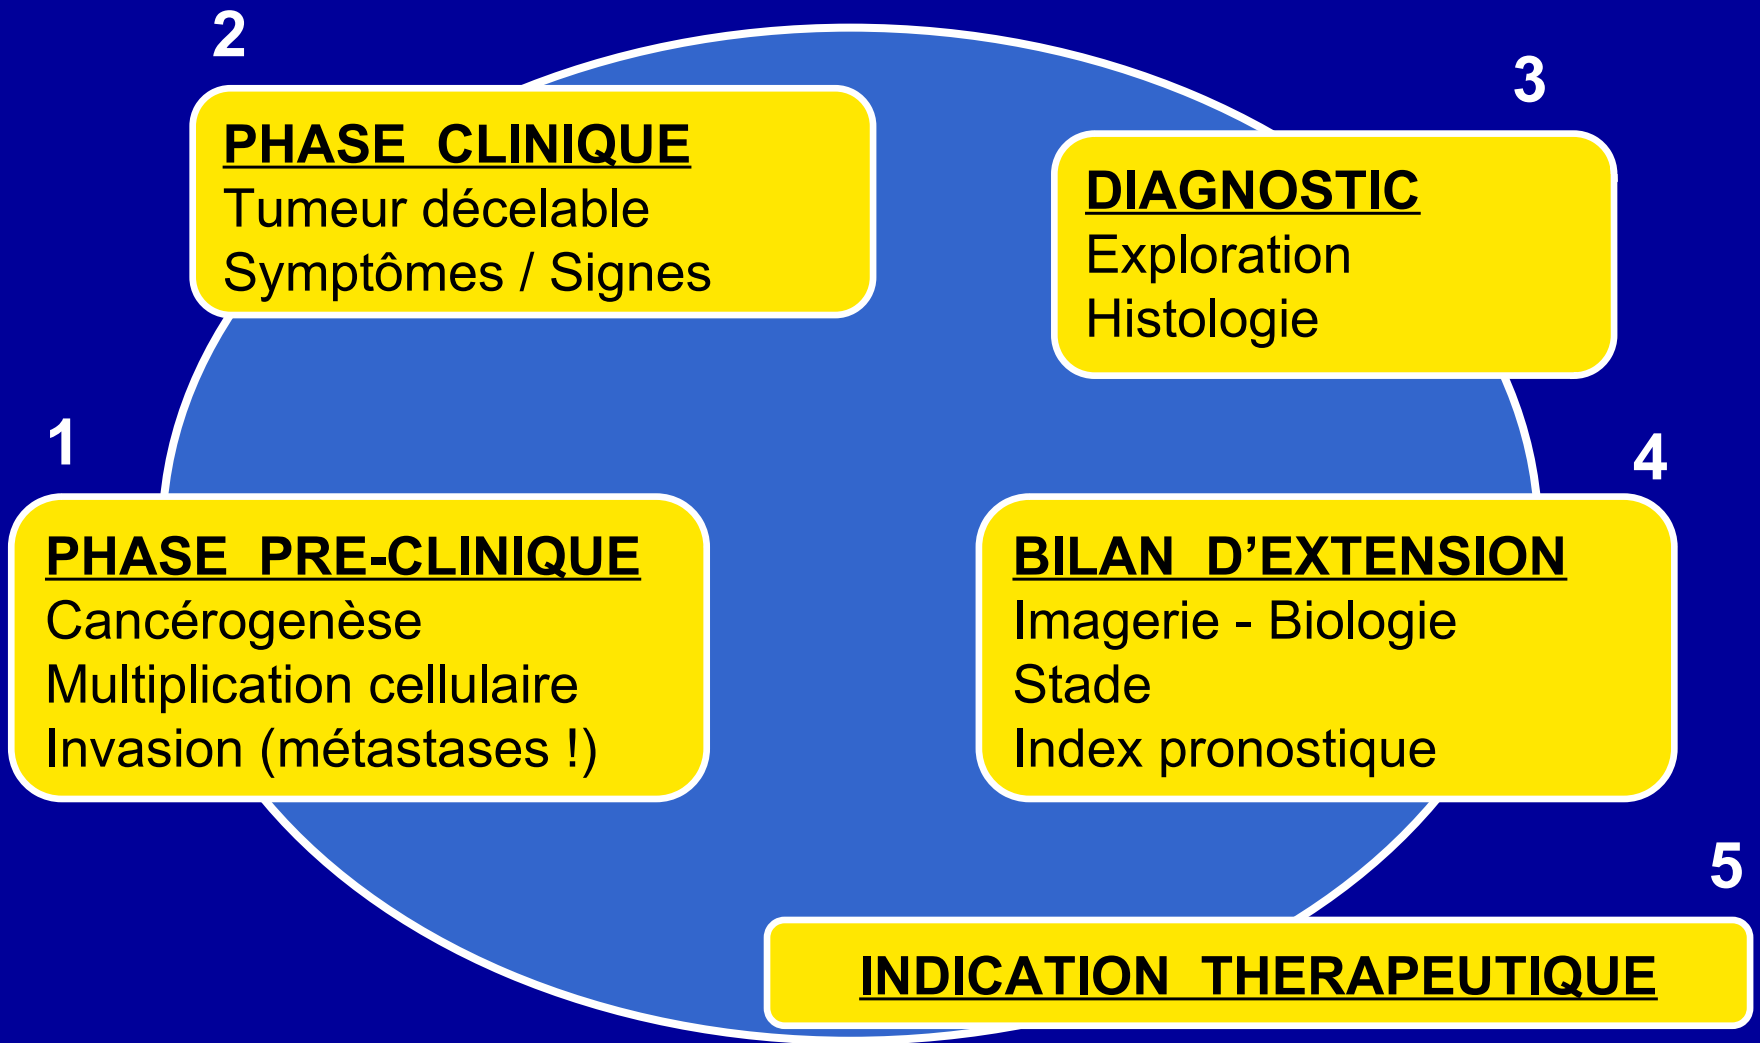 1
PHASE PRE-CLINIQUE
Cancérogenèse
Multiplication cellulaire
Invasion (métastases !)
2
PHASE CLINIQUE
Tumeur décelable
Symptômes / Signes
3
DIAGNOSTIC
Exploration
Histologie
4
BILAN D’EXTENSION
Imagerie - Biologie
Stade
Index pronostique
5
INDICATION THERAPEUTIQUE